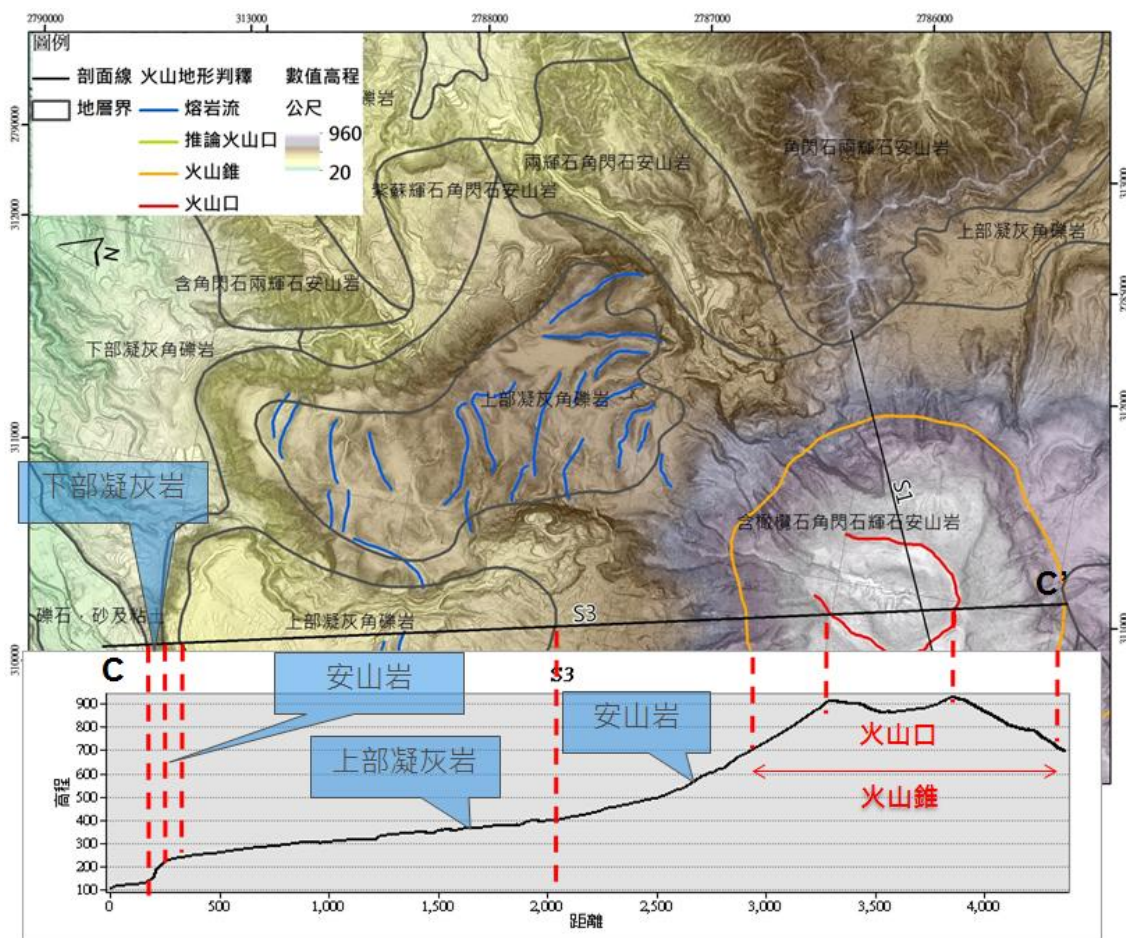 2790000
313000
2788000
2787000
2786000
圖例
剖面線
火山地形判釋
數值高程
地層界
熔岩流
公尺
推論火山口
960
火山錐
20
火山口
礫岩
2790000
312000
311000
310000
N
紫蘇輝石角閃石安山岩
兩輝石角閃石安山岩
角閃石兩輝石安山岩
上部凝灰角礫岩
含角閃石兩輝石安山岩
下部凝灰角礫岩
上部凝灰角礫岩
313000
312000
S1
含橄欖石角閃石輝石安山岩
下部凝灰岩
礫石﹐砂及粘土
上部凝灰角礫岩
S3
C'
C
S3
安山岩
安山岩
上部凝灰岩
火山口
火山錐
高程
900
800
700
600
500
400
300
200
100
0
500
1,000
1,500
2,000
2,500
3,000
3,500
4,000
距離